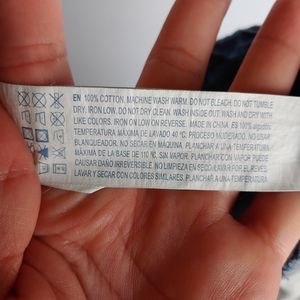 EN 100% COTTON. MACHINE WASH WARM. DO NOT BLEACH. DO NOT TUMBLE
DRY. IRON LOW. DO NOT DRY CLEAN. WASH INSIDE OUT. WASH AND DRY WITH
LIKE COLORS. IRON LOW ON REVERSE. MADE IN CHINA. ES 100% algodón.
TEMPERATURA MÁXIMA DE LAVADO 40 ºC. PROCESO MODERADO. NO USAR
BLANQUEADOR. NO SECAR EN MÁQUINA. PLANCHAR A UNA TEMPERATURA
MÁXIMA DE LA BASE DE 110 ºC, SIN VAPOR. PLANCHAR CON VAPOR PUEDE
CAUSAR DAÑO IRREVERSIBLE. NO LIMPIEZA EN SECO. LAVAR POR EL REVÉS.
LAVAR Y SECAR CON COLORES SIMILARES. PLANCHAR A UNA TEMPERATURA